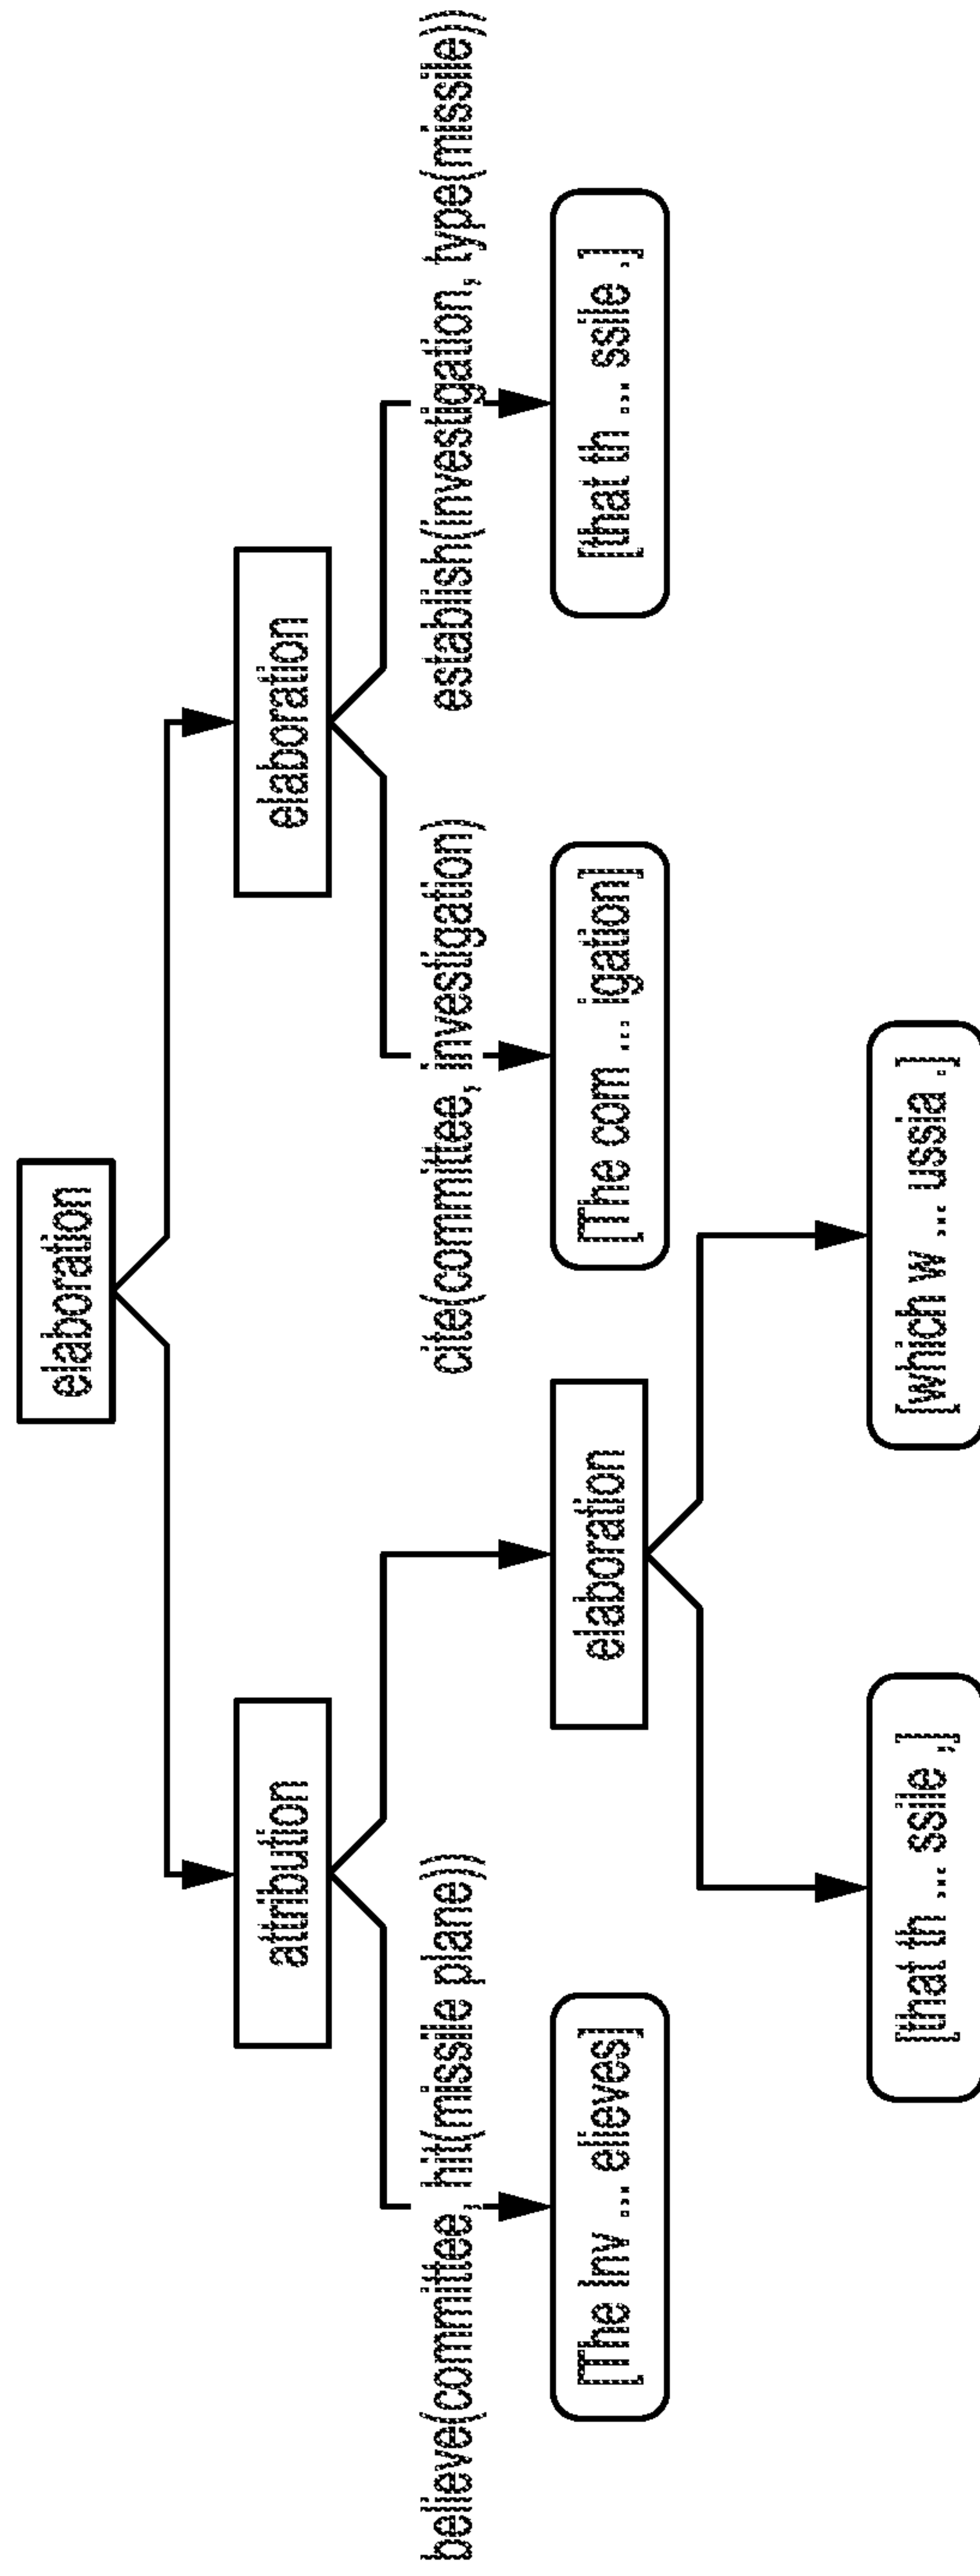 elaboration
attribution
elaboration
believe(committee, hit(missile plane))
cite(committee, investigation)
establish(investigation, type(missile))
[The Inv ... elieves]
elaboration
[The com ... igation]
[that th ... ssile ,]
[that th ... ssile ,]
[which w ... ussia .]